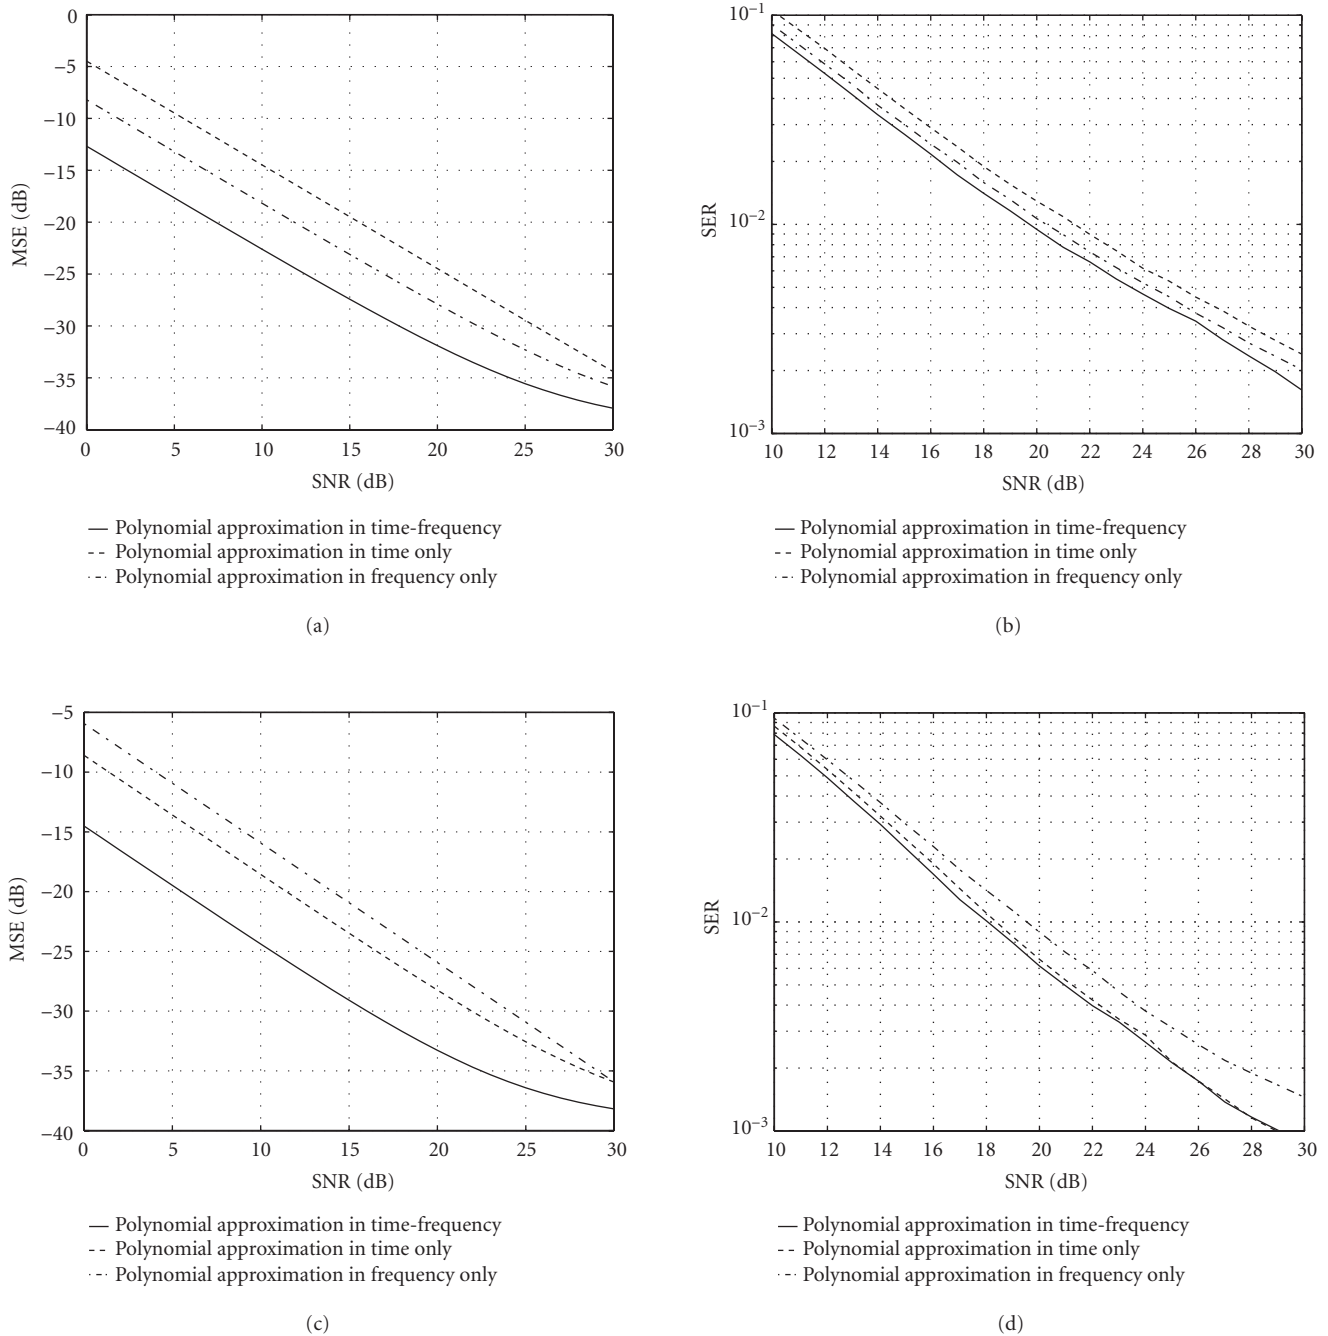 0
−5
−10
−15
−20
−25
−30
−35
−40
MSE (dB)
0 5 10 15 20 25 30
SNR (dB)
Polynomial approximation in time-frequency
Polynomial approximation in time only
Polynomial approximation in frequency only
(a)
10−1
10−2
10−3
SER
10 12 14 16 18 20 22 24 26 28 30
SNR (dB)
Polynomial approximation in time-frequency
Polynomial approximation in time only
Polynomial approximation in frequency only
(b)
−5
−10
−15
−20
−25
−30
−35
−40
MSE (dB)
0 5 10 15 20 25 30
SNR (dB)
Polynomial approximation in time-frequency
Polynomial approximation in time only
Polynomial approximation in frequency only
(c)
10−1
10−2
10−3
SER
10 12 14 16 18 20 22 24 26 28 30
SNR (dB)
Polynomial approximation in time-frequency
Polynomial approximation in time only
Polynomial approximation in frequency only
(d)